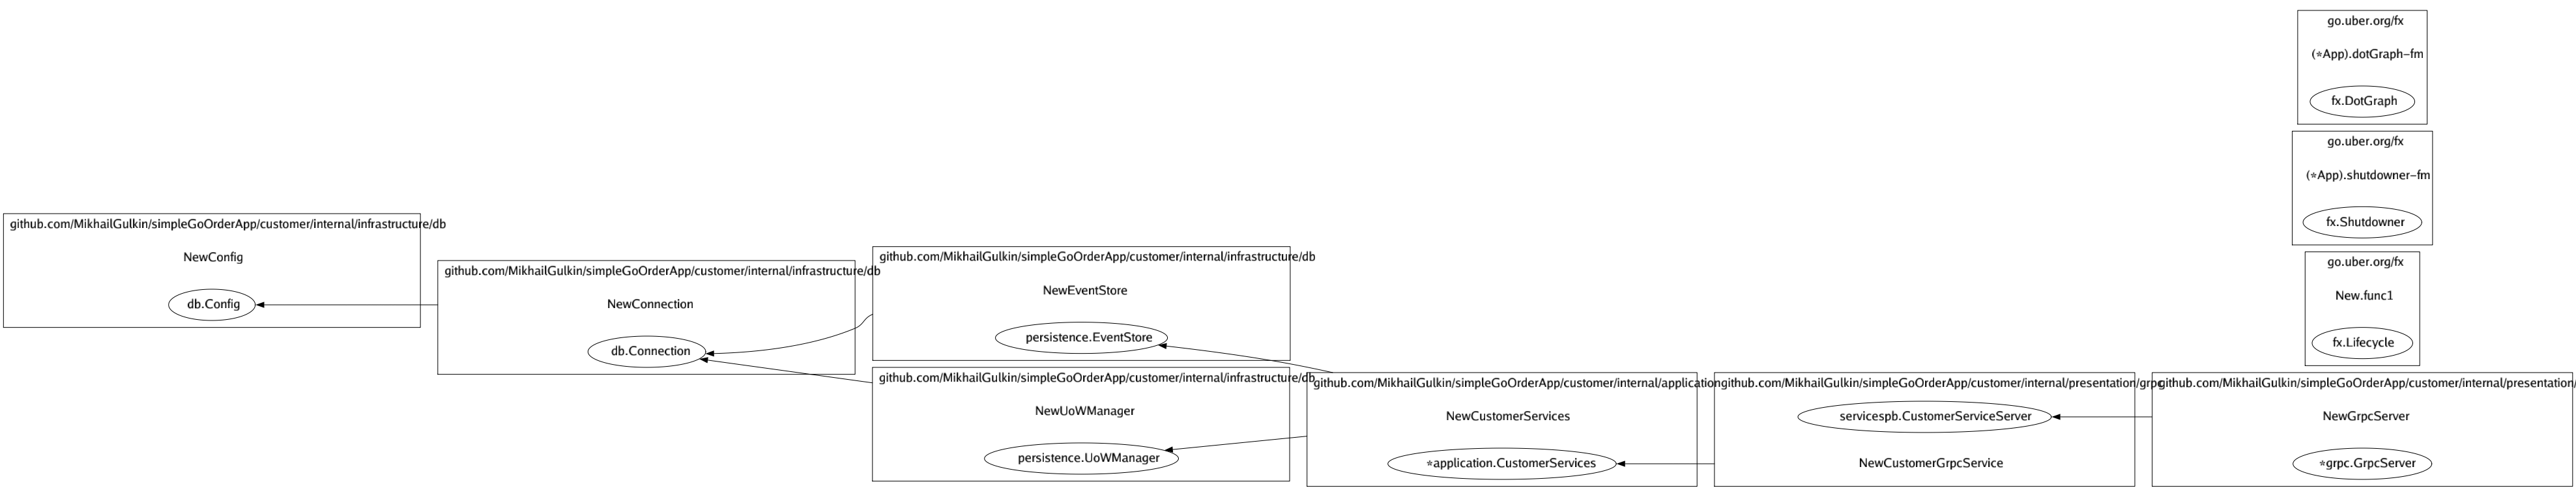 go.uber.org/fx
(*App).dotGraph-fm
fx.DotGraph
go.uber.org/fx
(*App).shutdowner-fm
fx.Shutdowner
github.com/MikhailGulkin/simpleGoOrderApp/customer/internal/infrastructure/db
NewConfig
db.Config
github.com/MikhailGulkin/simpleGoOrderApp/customer/internal/infrastructure/db
NewConnection
db.Connection
github.com/MikhailGulkin/simpleGoOrderApp/customer/internal/infrastructure/db
NewEventStore
persistence.EventStore
go.uber.org/fx
New.func1
fx.Lifecycle
github.com/MikhailGulkin/simpleGoOrderApp/customer/internal/infrastructure/db
NewUoWManager
persistence.UoWManager
github.com/MikhailGulkin/simpleGoOrderApp/customer/internal/application
NewCustomerServices
*application.CustomerServices
github.com/MikhailGulkin/simpleGoOrderApp/customer/internal/presentation/grpc
servicespb.CustomerServiceServer
NewCustomerGrpcService
github.com/MikhailGulkin/simpleGoOrderApp/customer/internal/presentation/
NewGrpcServer
*grpc.GrpcServer